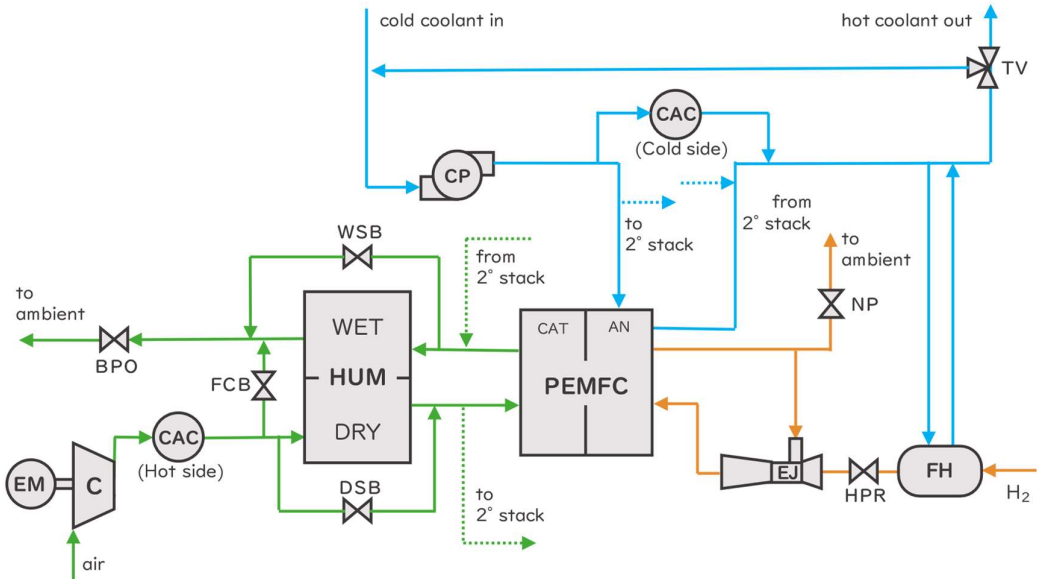 cold coolant in
hot coolant out
TV
CAC
(Cold side)
CP
to
2° stack
from
2° stack
WSB
from
2° stack
to
ambient
to
ambient
NP
BPO
FCB
WET
HUM
DRY
CAT
AN
PEMFC
CAC
(Hot side)
EM
C
air
DSB
to
2° stack
EJ
HPR
FH
H₂